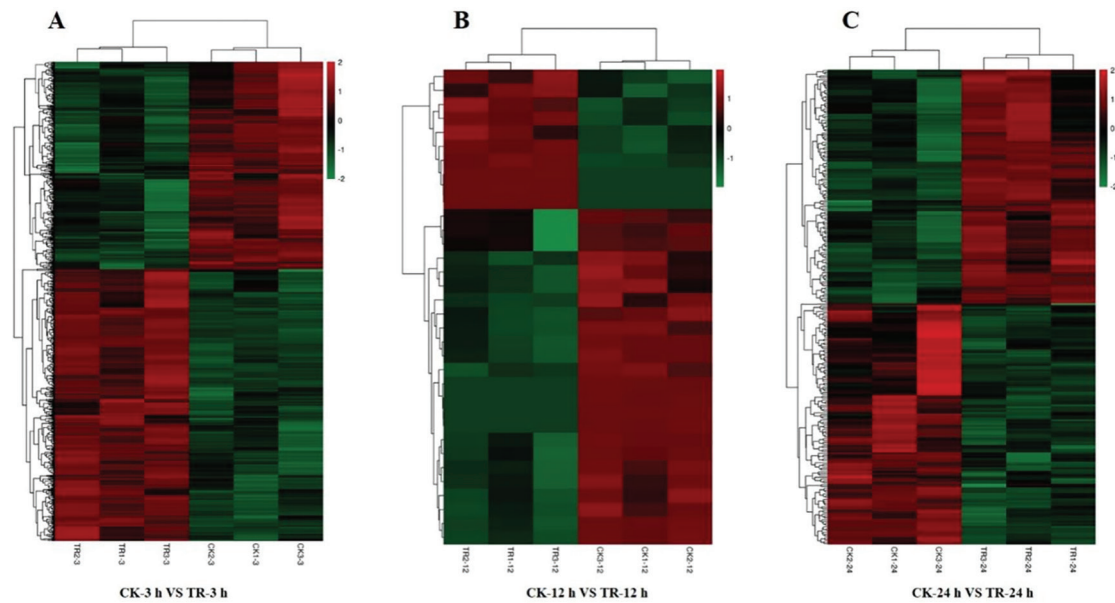 A
B
C
2
1
0
-1
-2
1
0
-1
2
1
0
-1
-2
TR2-3
TR1-3
TR3-3
CK2-3
CK1-3
CK3-3
TR2-12
TR1-12
TR3-12
CK3-12
CK1-12
CK2-12
CK2-24
CK1-24
CK3-24
TR3-24
TR2-24
TR1-24
CK-3 h VS TR-3 h
CK-12 h VS TR-12 h
CK-24 h VS TR-24 h